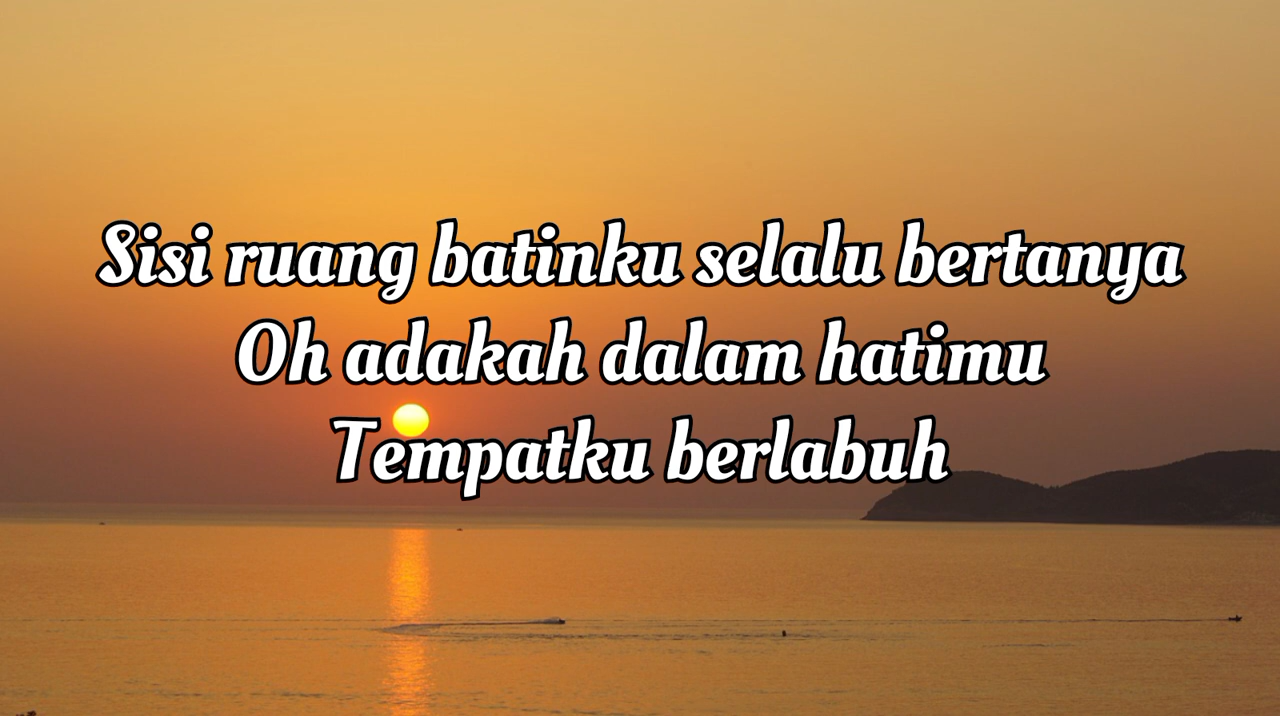 Sisi ruang batinku selalu bertanya
Oh adakah dalam hatimu
Tempatku berlabuh